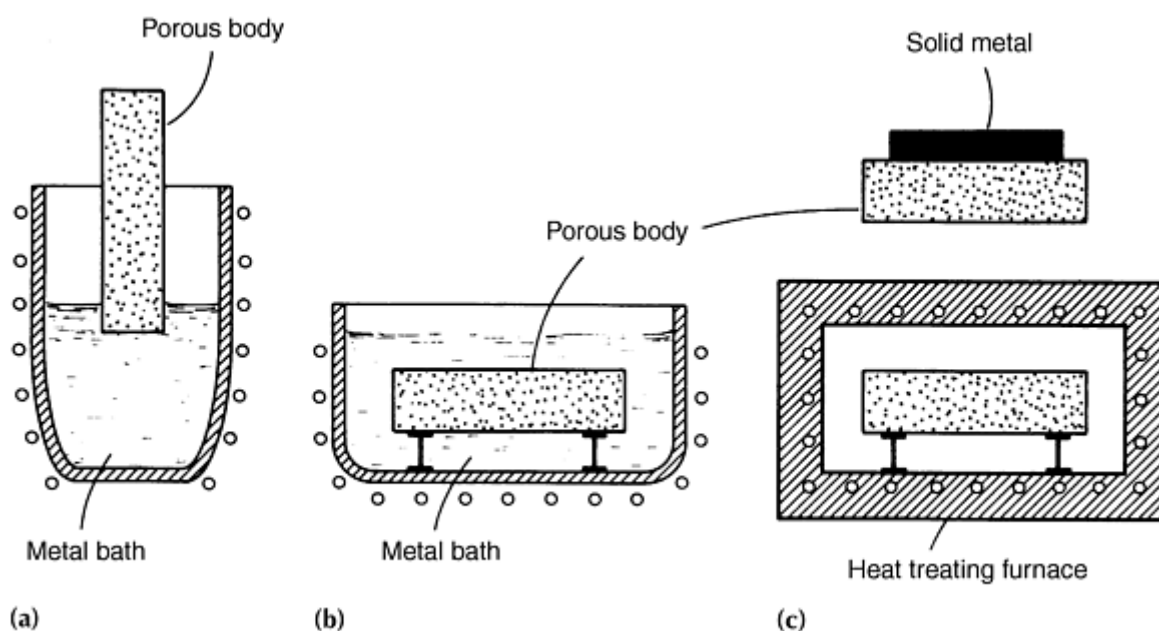 Porous body
Solid metal
Porous body
Metal bath
Metal bath
Heat treating furnace
(a)
(b)
(c)